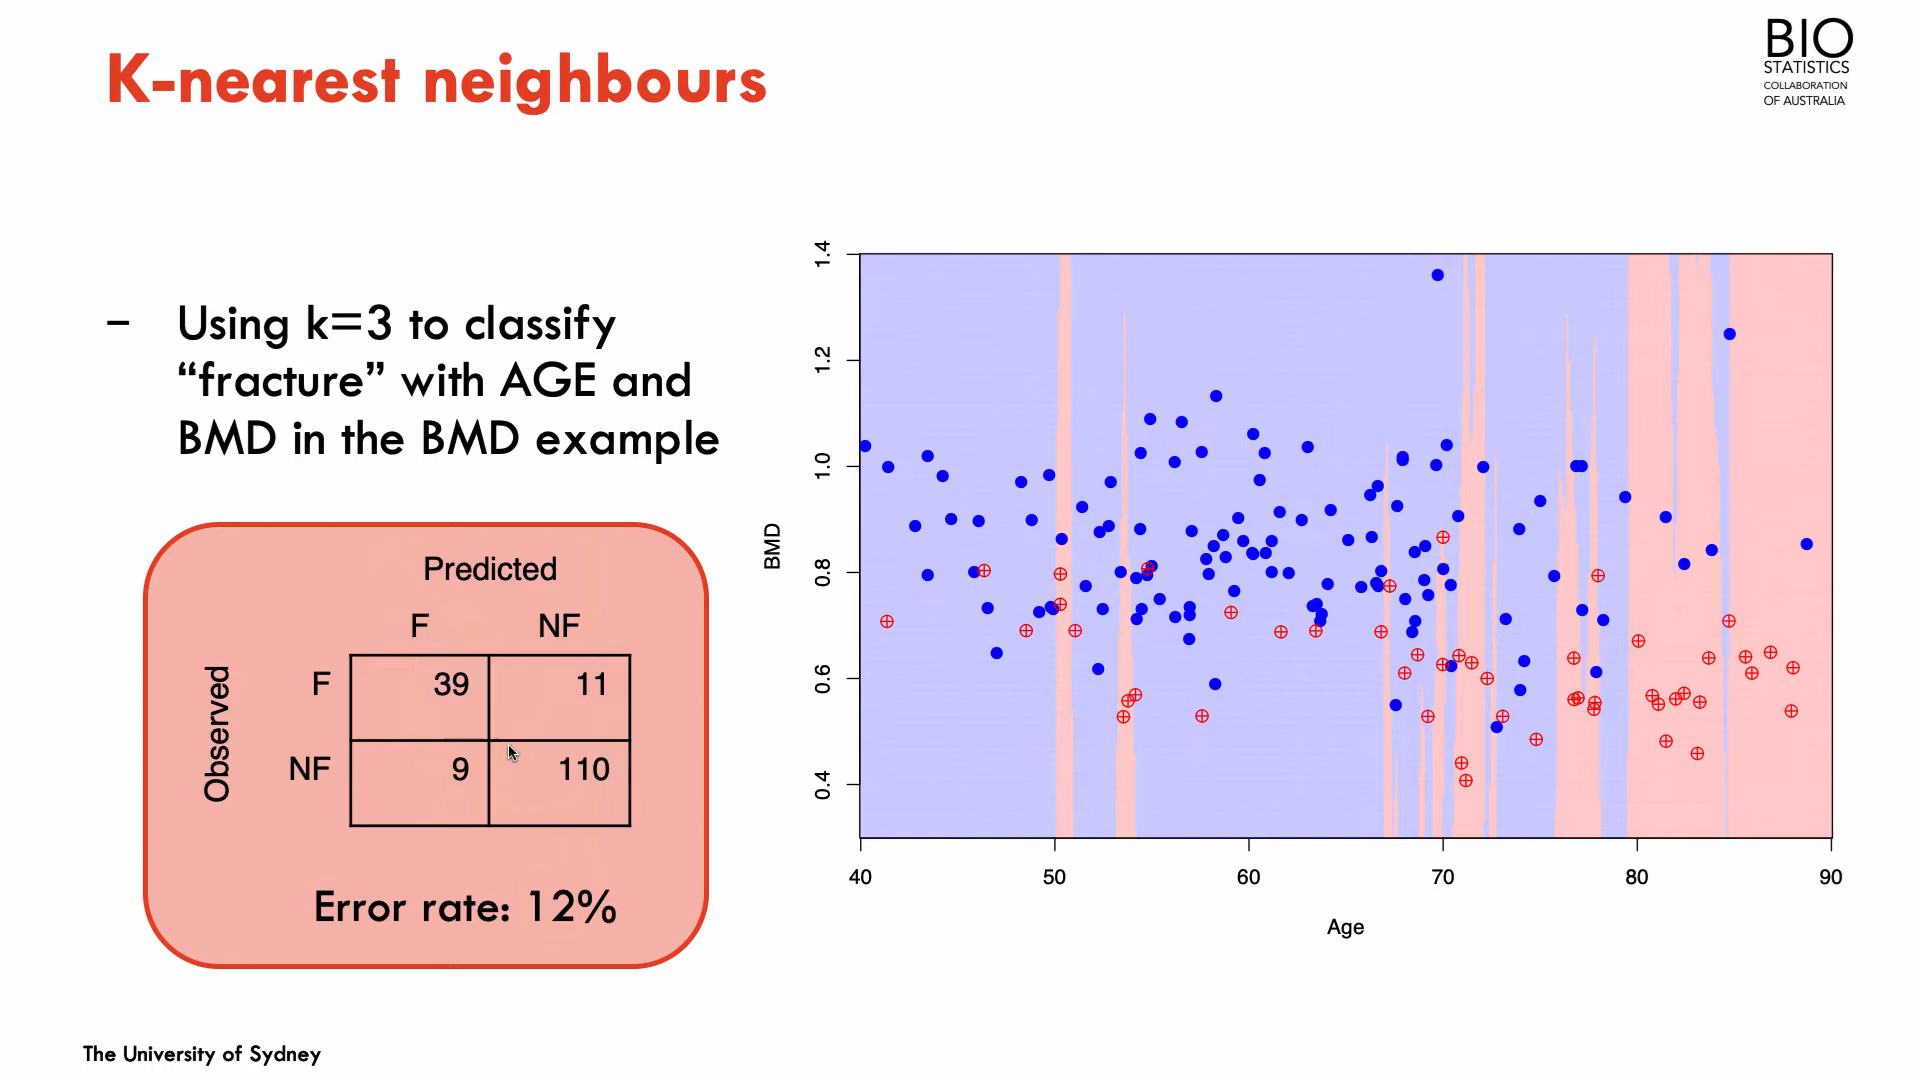 K-nearest neighbours
BIO
STATISTICS
COLLABORATION
OF AUSTRALIA
– Using k=3 to classify
“fracture” with AGE and
BMD in the BMD example
Predicted
F NF
Observed
F 39 11
NF 9 110
Error rate: 12%
1.4
1.2
1.0
0.8
0.6
0.4
BMD
40 50 60 70 80 90
Age
The University of Sydney